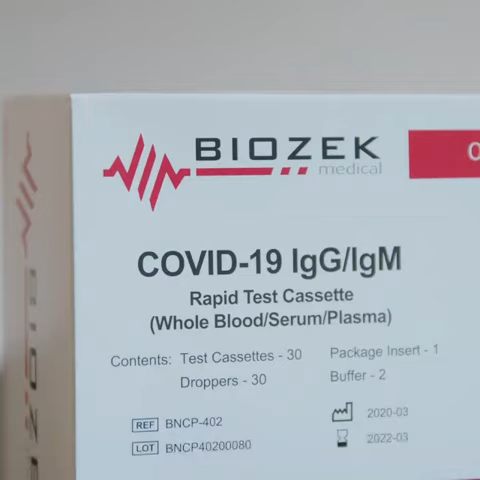 BIOZEK
medical
COVID-19 IgG/IgM
Rapid Test Cassette
(Whole Blood/Serum/Plasma)
Contents: Test Cassettes - 30 Package Insert - 1
Droppers - 30 Buffer - 2
REF BNCP-402 2020-03
LOT BNCP40200080 2022-03
BIOZEK